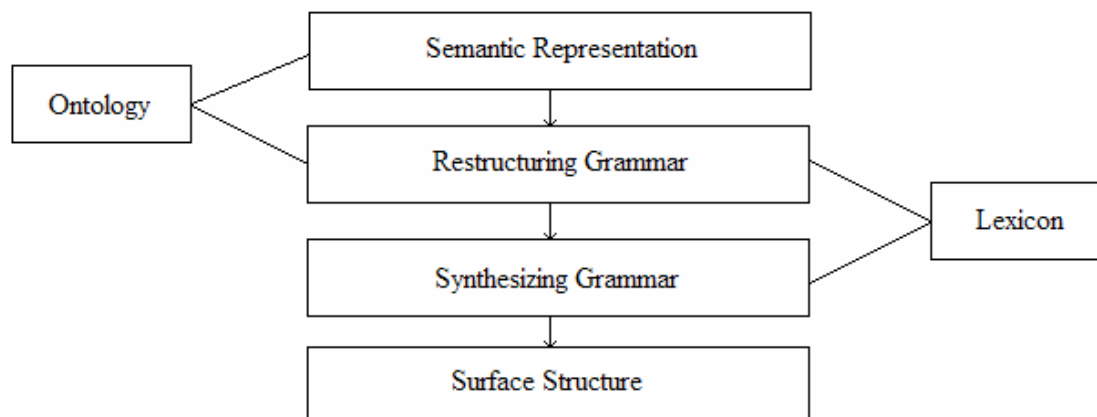 Semantic Representation
Ontology
Restructuring Grammar
Lexicon
Synthesizing Grammar
Surface Structure